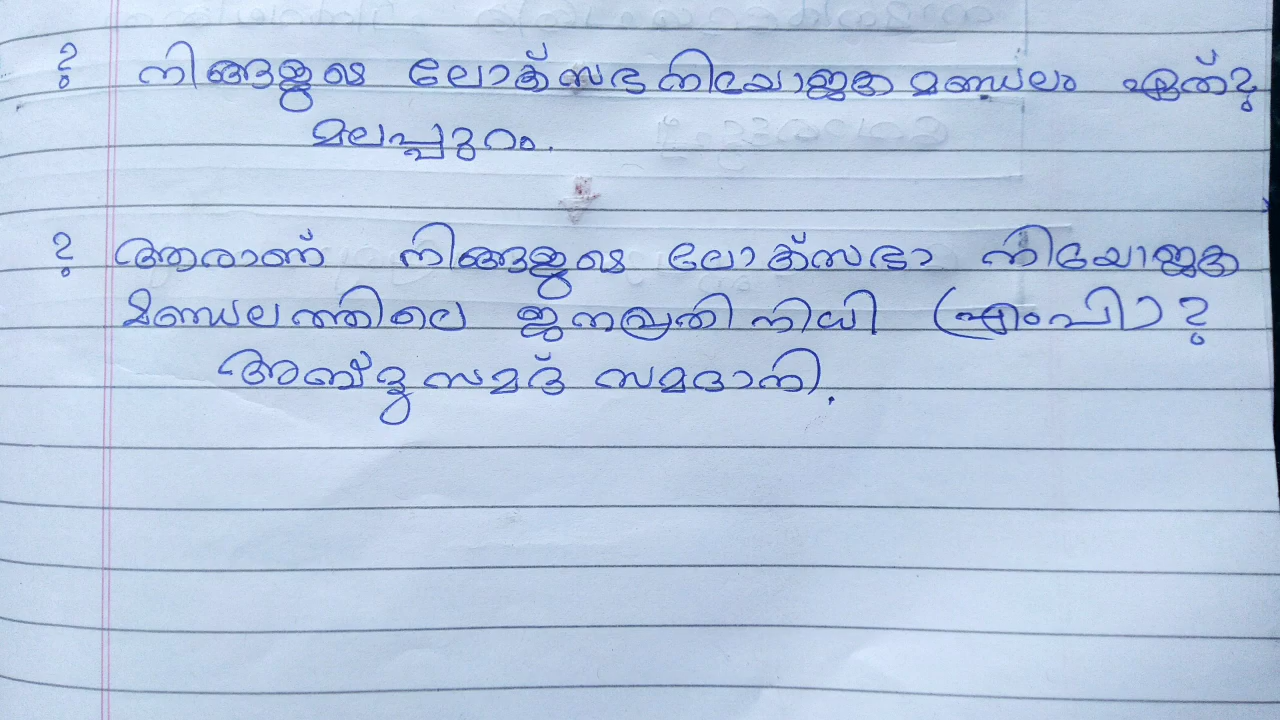 ? നിങ്ങളുടെ ലോക്സഭ നിയോജക മണ്ഡലം ഏത്?
മലപ്പുറം.
? ആരാണ് നിങ്ങളുടെ ലോക്സഭാ നിയോജക
മണ്ഡലത്തിലെ ജനപ്രതിനിധി (എംപി)?
അബ്ദുസമദ് സമദാനി.